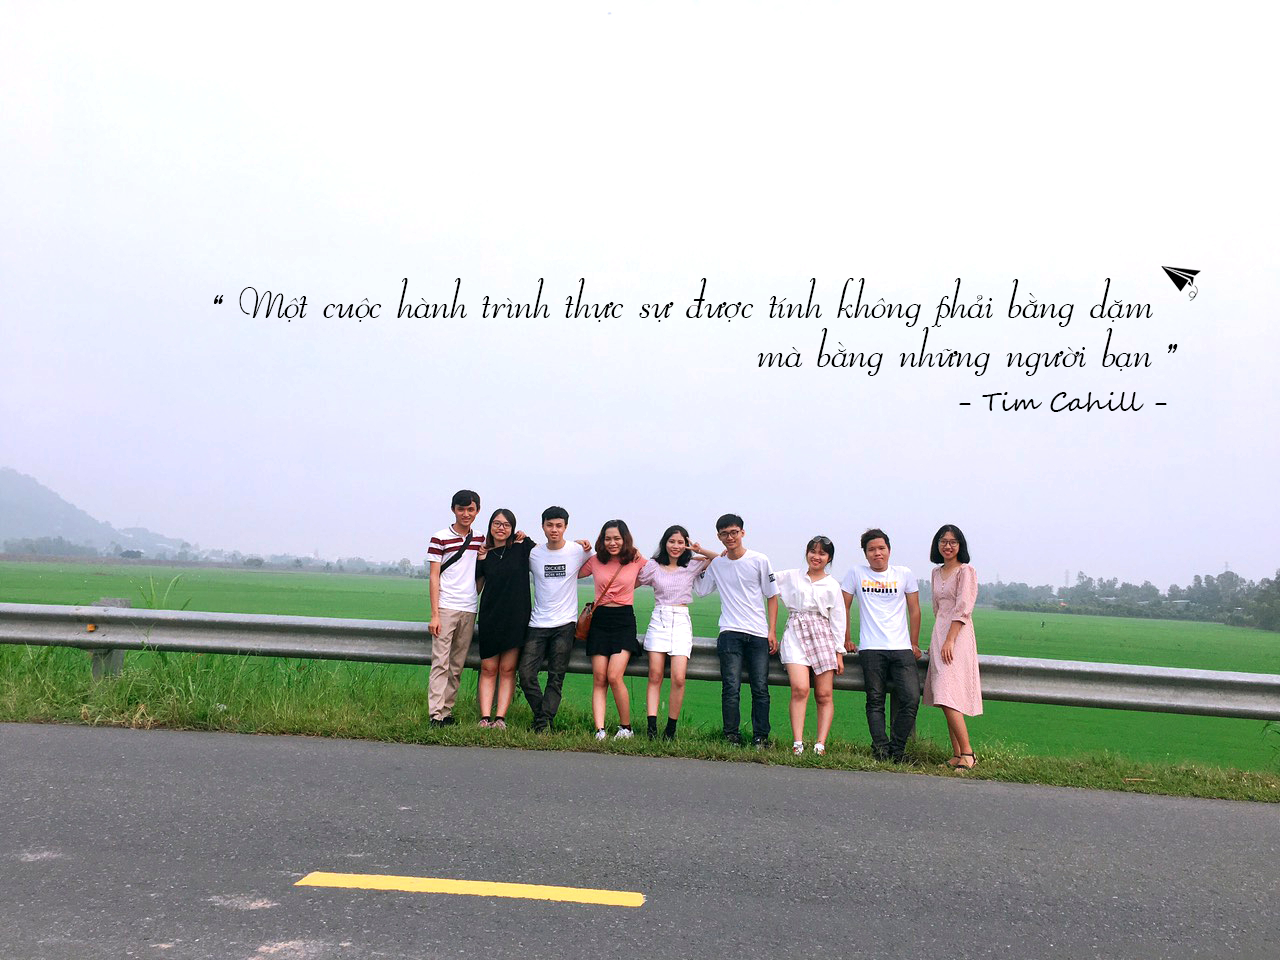 “ Một cuộc hành trình thực sự được tính không phải bằng dặm
mà bằng những người bạn ”
- Tim Cahill -
DICKIES